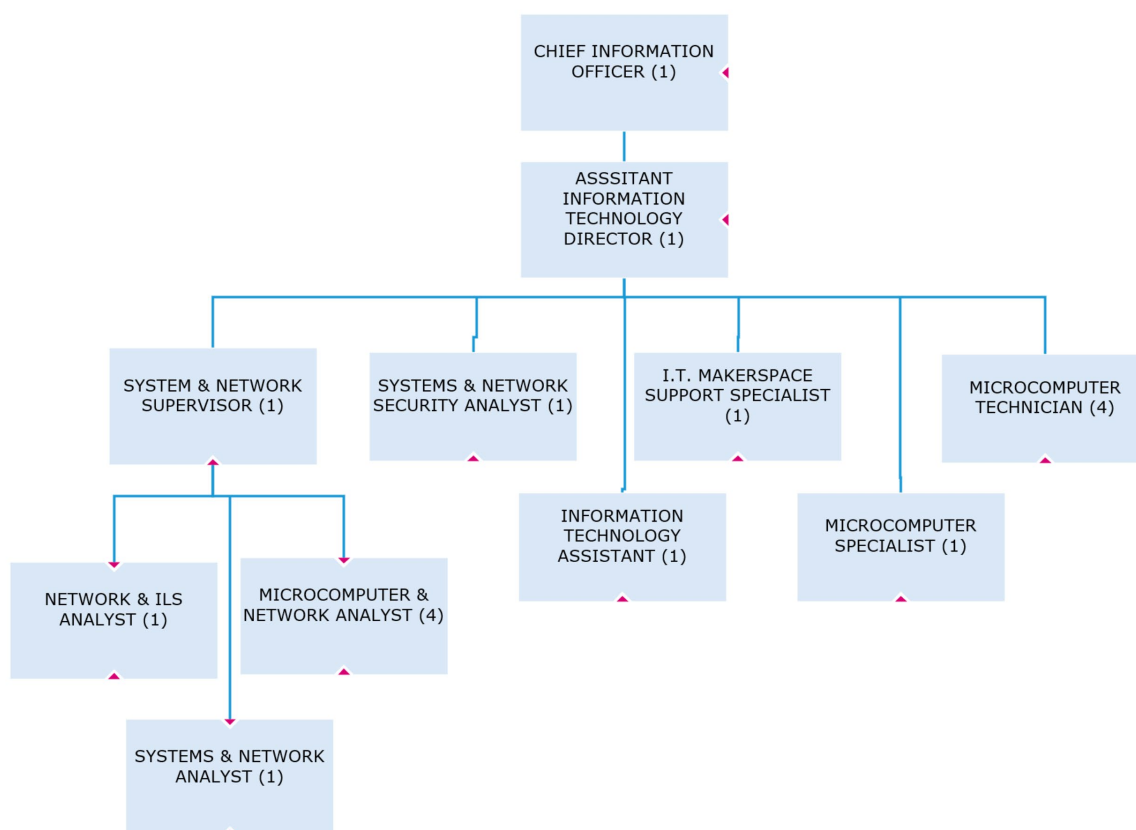 CHIEF INFORMATION
OFFICER (1)
ASSSITANT
INFORMATION
TECHNOLOGY
DIRECTOR (1)
SYSTEM & NETWORK
SUPERVISOR (1)
SYSTEMS & NETWORK
SECURITY ANALYST (1)
I.T. MAKERSPACE
SUPPORT SPECIALIST
(1)
MICROCOMPUTER
TECHNICIAN (4)
INFORMATION
TECHNOLOGY
ASSISTANT (1)
MICROCOMPUTER
SPECIALIST (1)
NETWORK & ILS
ANALYST (1)
MICROCOMPUTER &
NETWORK ANALYST (4)
SYSTEMS & NETWORK
ANALYST (1)